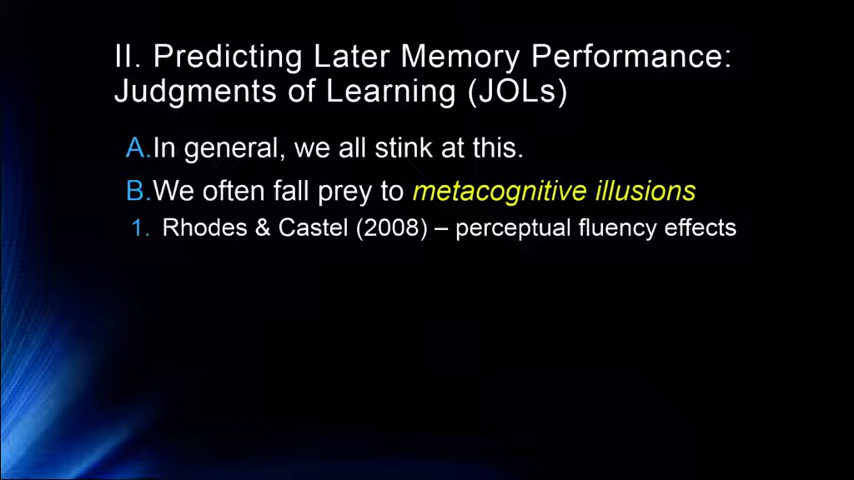 II. Predicting Later Memory Performance:
Judgments of Learning (JOLs)
A.In general, we all stink at this.
B.We often fall prey to metacognitive illusions
1. Rhodes & Castel (2008) – perceptual fluency effects